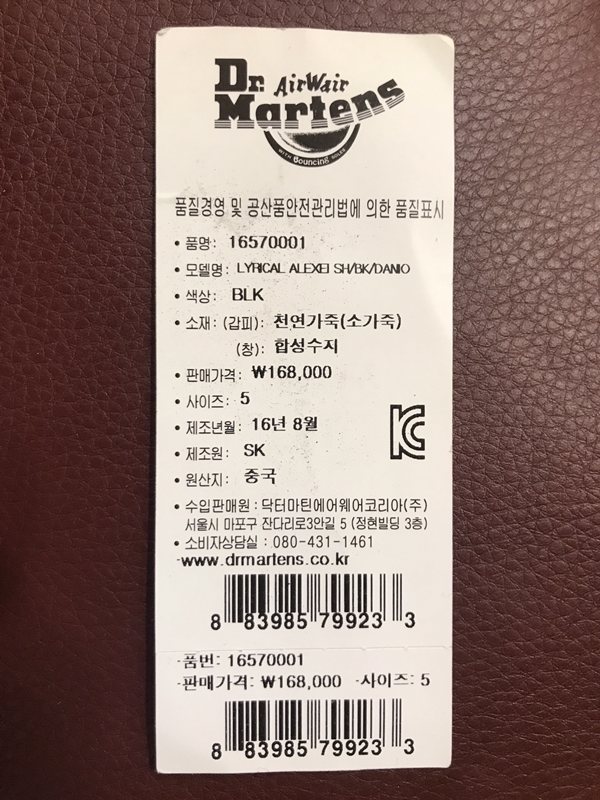 Dr. AirWair
Martens
WITH Bouncing SOLES
품질경영 및 공산품안전관리법에 의한 품질표시
• 품명: 16570001
• 모델명: LYRICAL ALEXEI SH/BK/DANIO
• 색상: BLK
• 소재: (갑피): 천연가죽(소가죽)
(창): 합성수지
• 판매가격: ₩168,000
• 사이즈: 5
• 제조년월: 16년 8월
• 제조원: SK
• 원산지: 중국
• 수입판매원: 닥터마틴에어웨어코리아(주)
서울시 마포구 잔다리로3안길 5 (정현빌딩 3층)
• 소비자상담실 : 080-431-1461
-www.drmartens.co.kr
8 83985 79923 3
-품번: 16570001
-판매가격: ₩168,000 -사이즈: 5
8 83985 79923 3